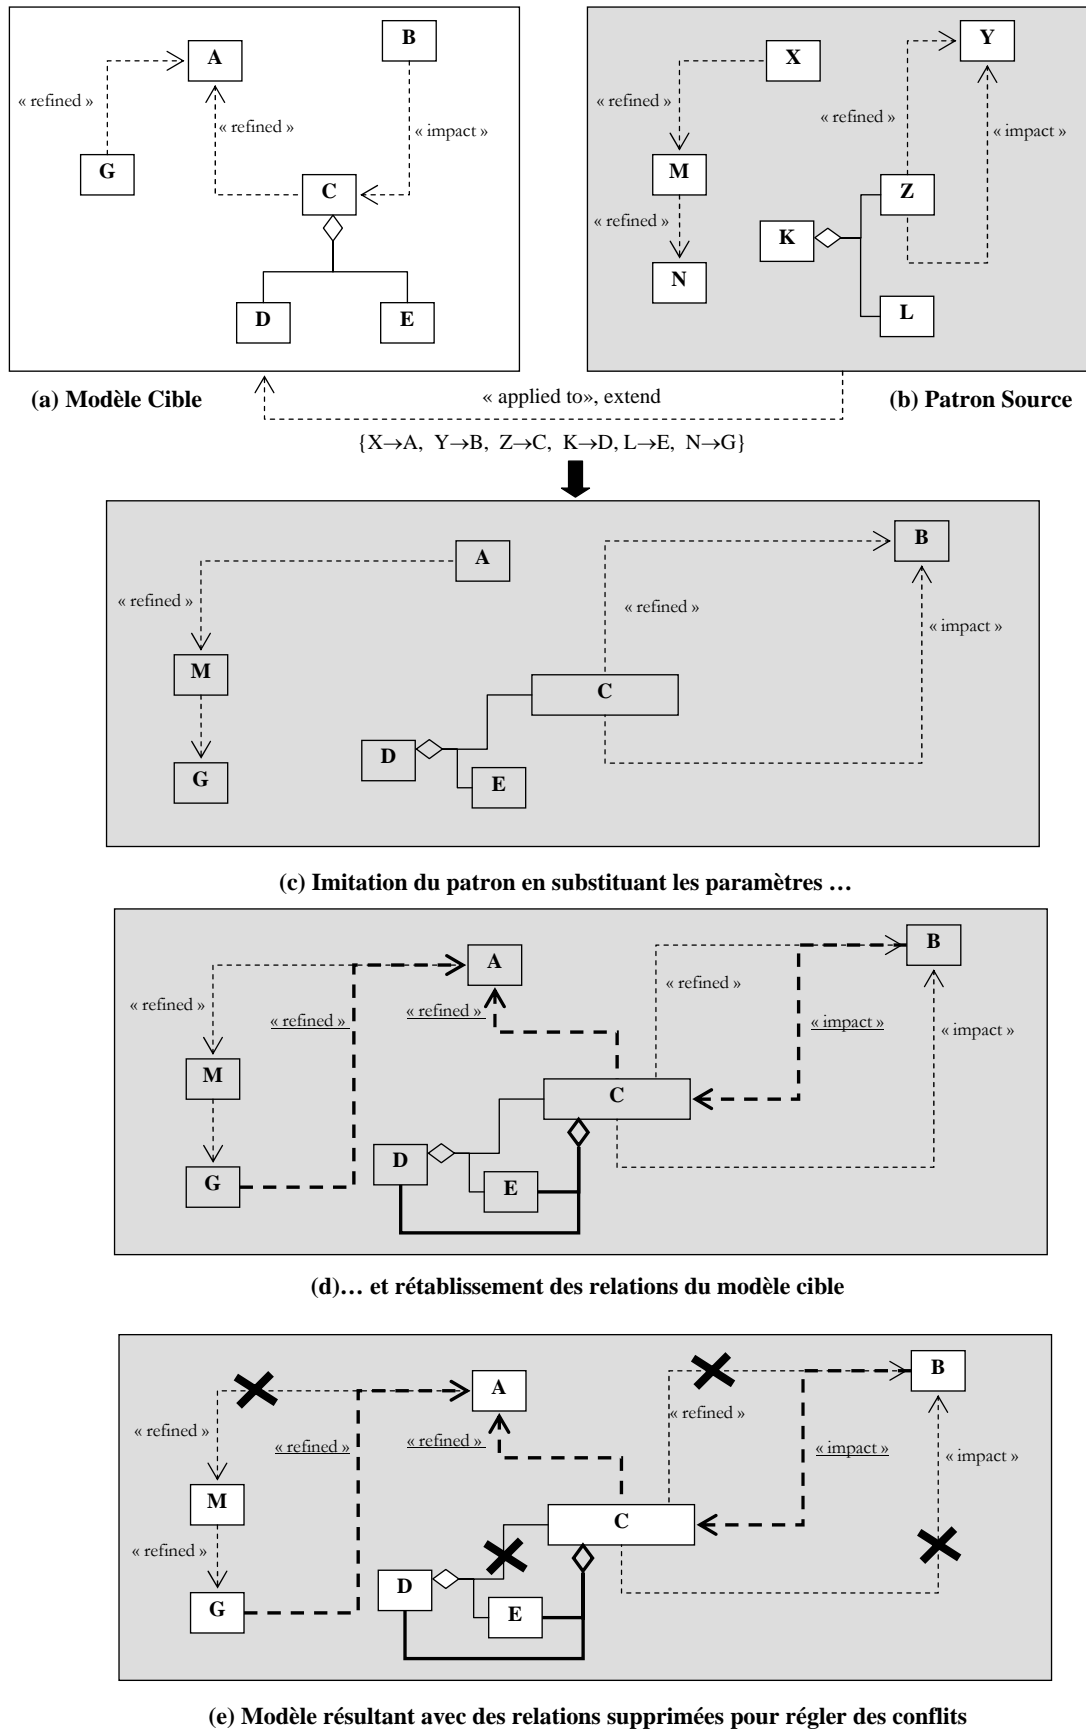 A
B
« refined »
« refined »
« impact »
G
C
D
E
X
Y
« refined »
« refined »
« impact »
M
Z
« refined »
K
N
L
(a) Modèle Cible
« applied to», extend
(b) Patron Source
{X→A, Y→B, Z→C, K→D, L→E, N→G}
B
A
« refined »
« refined »
« impact »
M
C
D
G
E
(c) Imitation du patron en substituant les paramètres …
B
A
« refined »
« refined »
« refined »
« refined »
« impact »
« impact »
M
C
D
G
E
(d)… et rétablissement des relations du modèle cible
B
A
« refined »
« refined »
« refined »
« refined »
« impact »
« impact »
M
C
« refined »
D
G
E
(e) Modèle résultant avec des relations supprimées pour régler des conflits